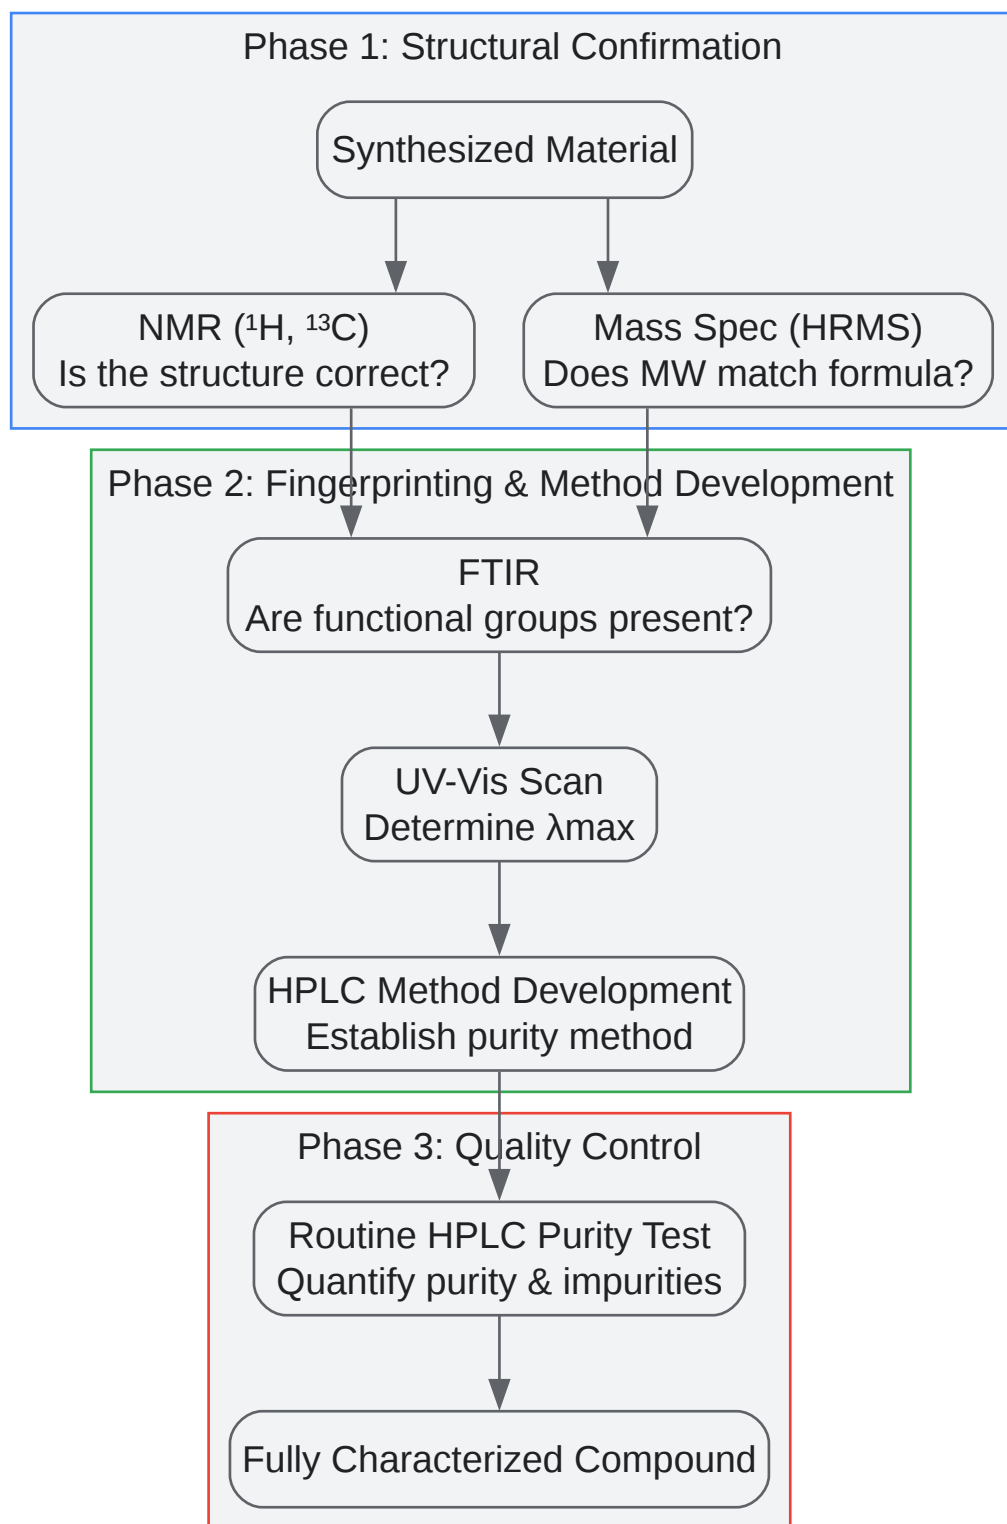 Phase 1: Structural Confirmation
Synthesized Material
NMR (¹H, ¹³C)
Is the structure correct?
Mass Spec (HRMS)
Does MW match formula?
Phase 2: Fingerprinting & Method Development
FTIR
Are functional groups present?
UV-Vis Scan
Determine λmax
HPLC Method Development
Establish purity method
Phase 3: Quality Control
Routine HPLC Purity Test
Quantify purity & impurities
Fully Characterized Compound